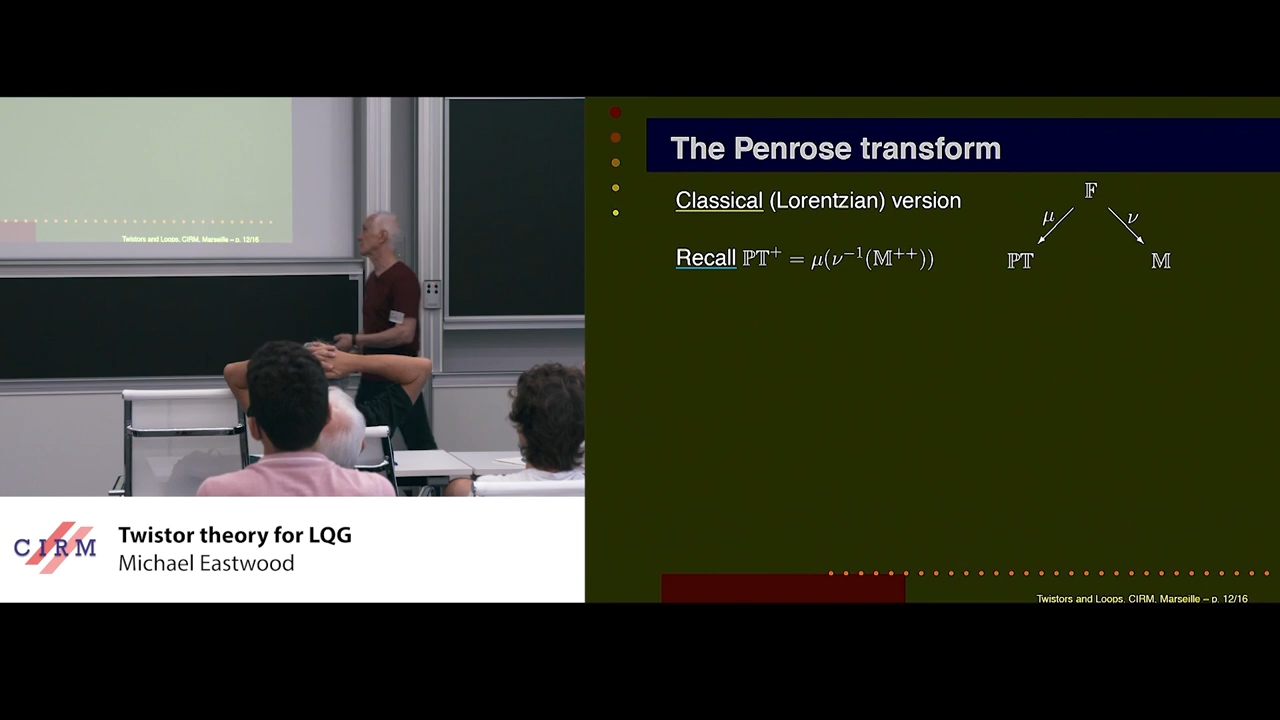 Twistors and Loops, CIRM, Marseille – p. 12/16
CIRM
Twistor theory for LQG
Michael Eastwood
The Penrose transform
Classical (Lorentzian) version
Recall ℙ𝕋⁺ = μ(ν⁻¹(𝕄⁺⁺))
𝔽
μ ν
ℙ𝕋 𝕄
Twistors and Loops, CIRM, Marseille – p. 12/16